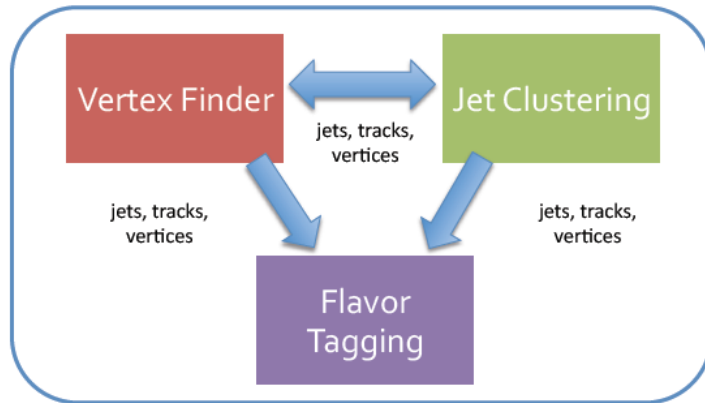 Vertex Finder
Jet Clustering
jets, tracks,
vertices
jets, tracks,
vertices
jets, tracks,
vertices
Flavor
Tagging